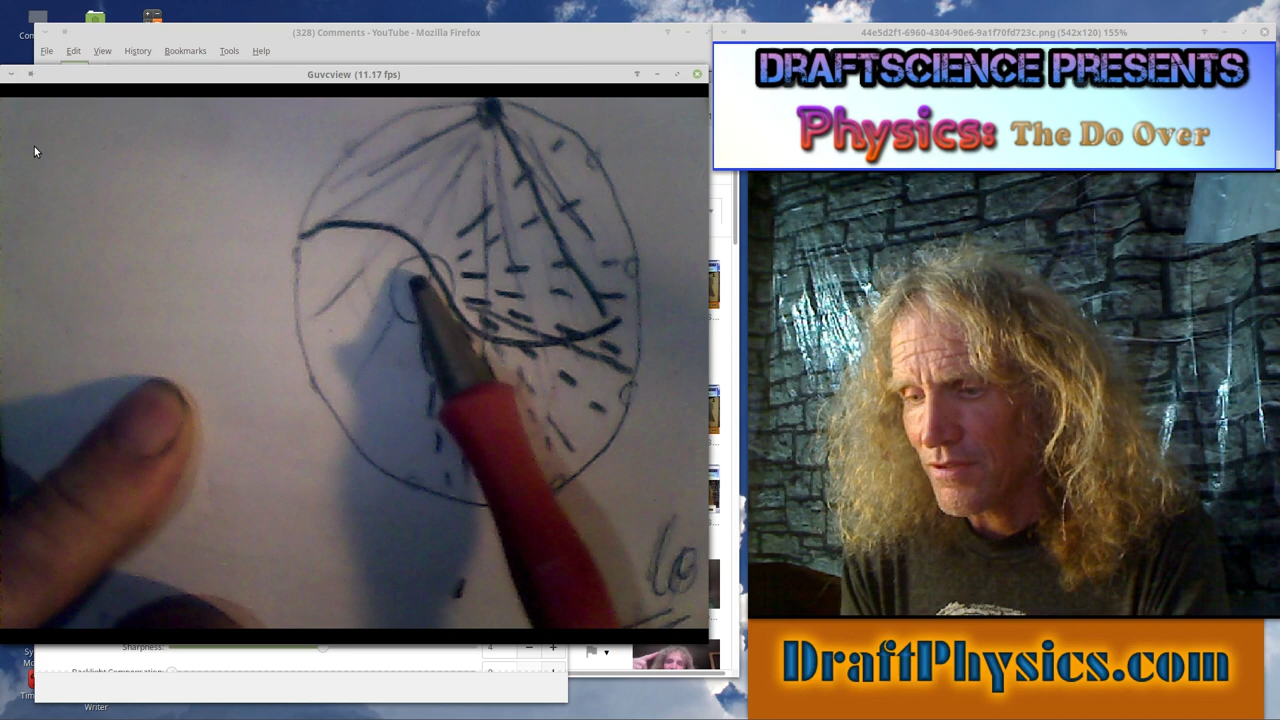 (328) Comments - YouTube - Mozilla Firefox
File Edit View History Bookmarks Tools Help
Guvcview (11.17 fps)
44e5d2f1-6960-4304-90e6-9a1f70fd723c.png (542x120) 155%
DRAFTSCIENCE PRESENTS
Physics: The Do Over
Sharpness:
4
Writer
DraftPhysics.com